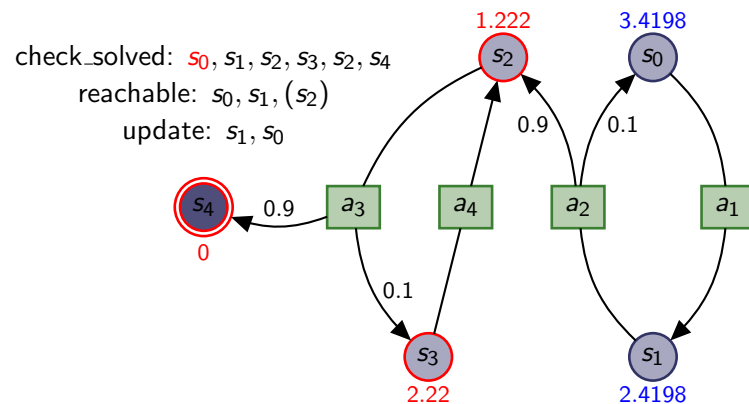 1.222
3.4198
check_solved: s0, s1, s2, s3, s2, s4
s2
s0
reachable: s0, s1, (s2)
0.9
0.1
update: s1, s0
s4
0.9
a3
a4
a2
a1
0
0.1
s3
s1
2.22
2.4198